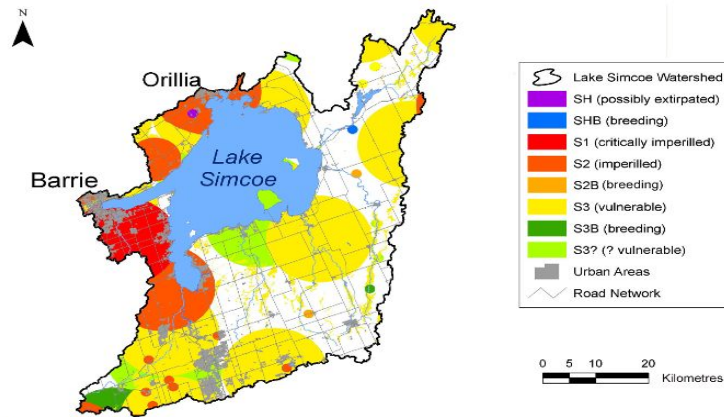 N
Orillia
Barrie
Lake
Simcoe
Lake Simcoe Watershed
SH (possibly extirpated)
SHB (breeding)
S1 (critically imperilled)
S2 (imperilled)
S2B (breeding)
S3 (vulnerable)
S3B (breeding)
S3? (? vulnerable)
Urban Areas
Road Network
0 5 10 20
Kilometres